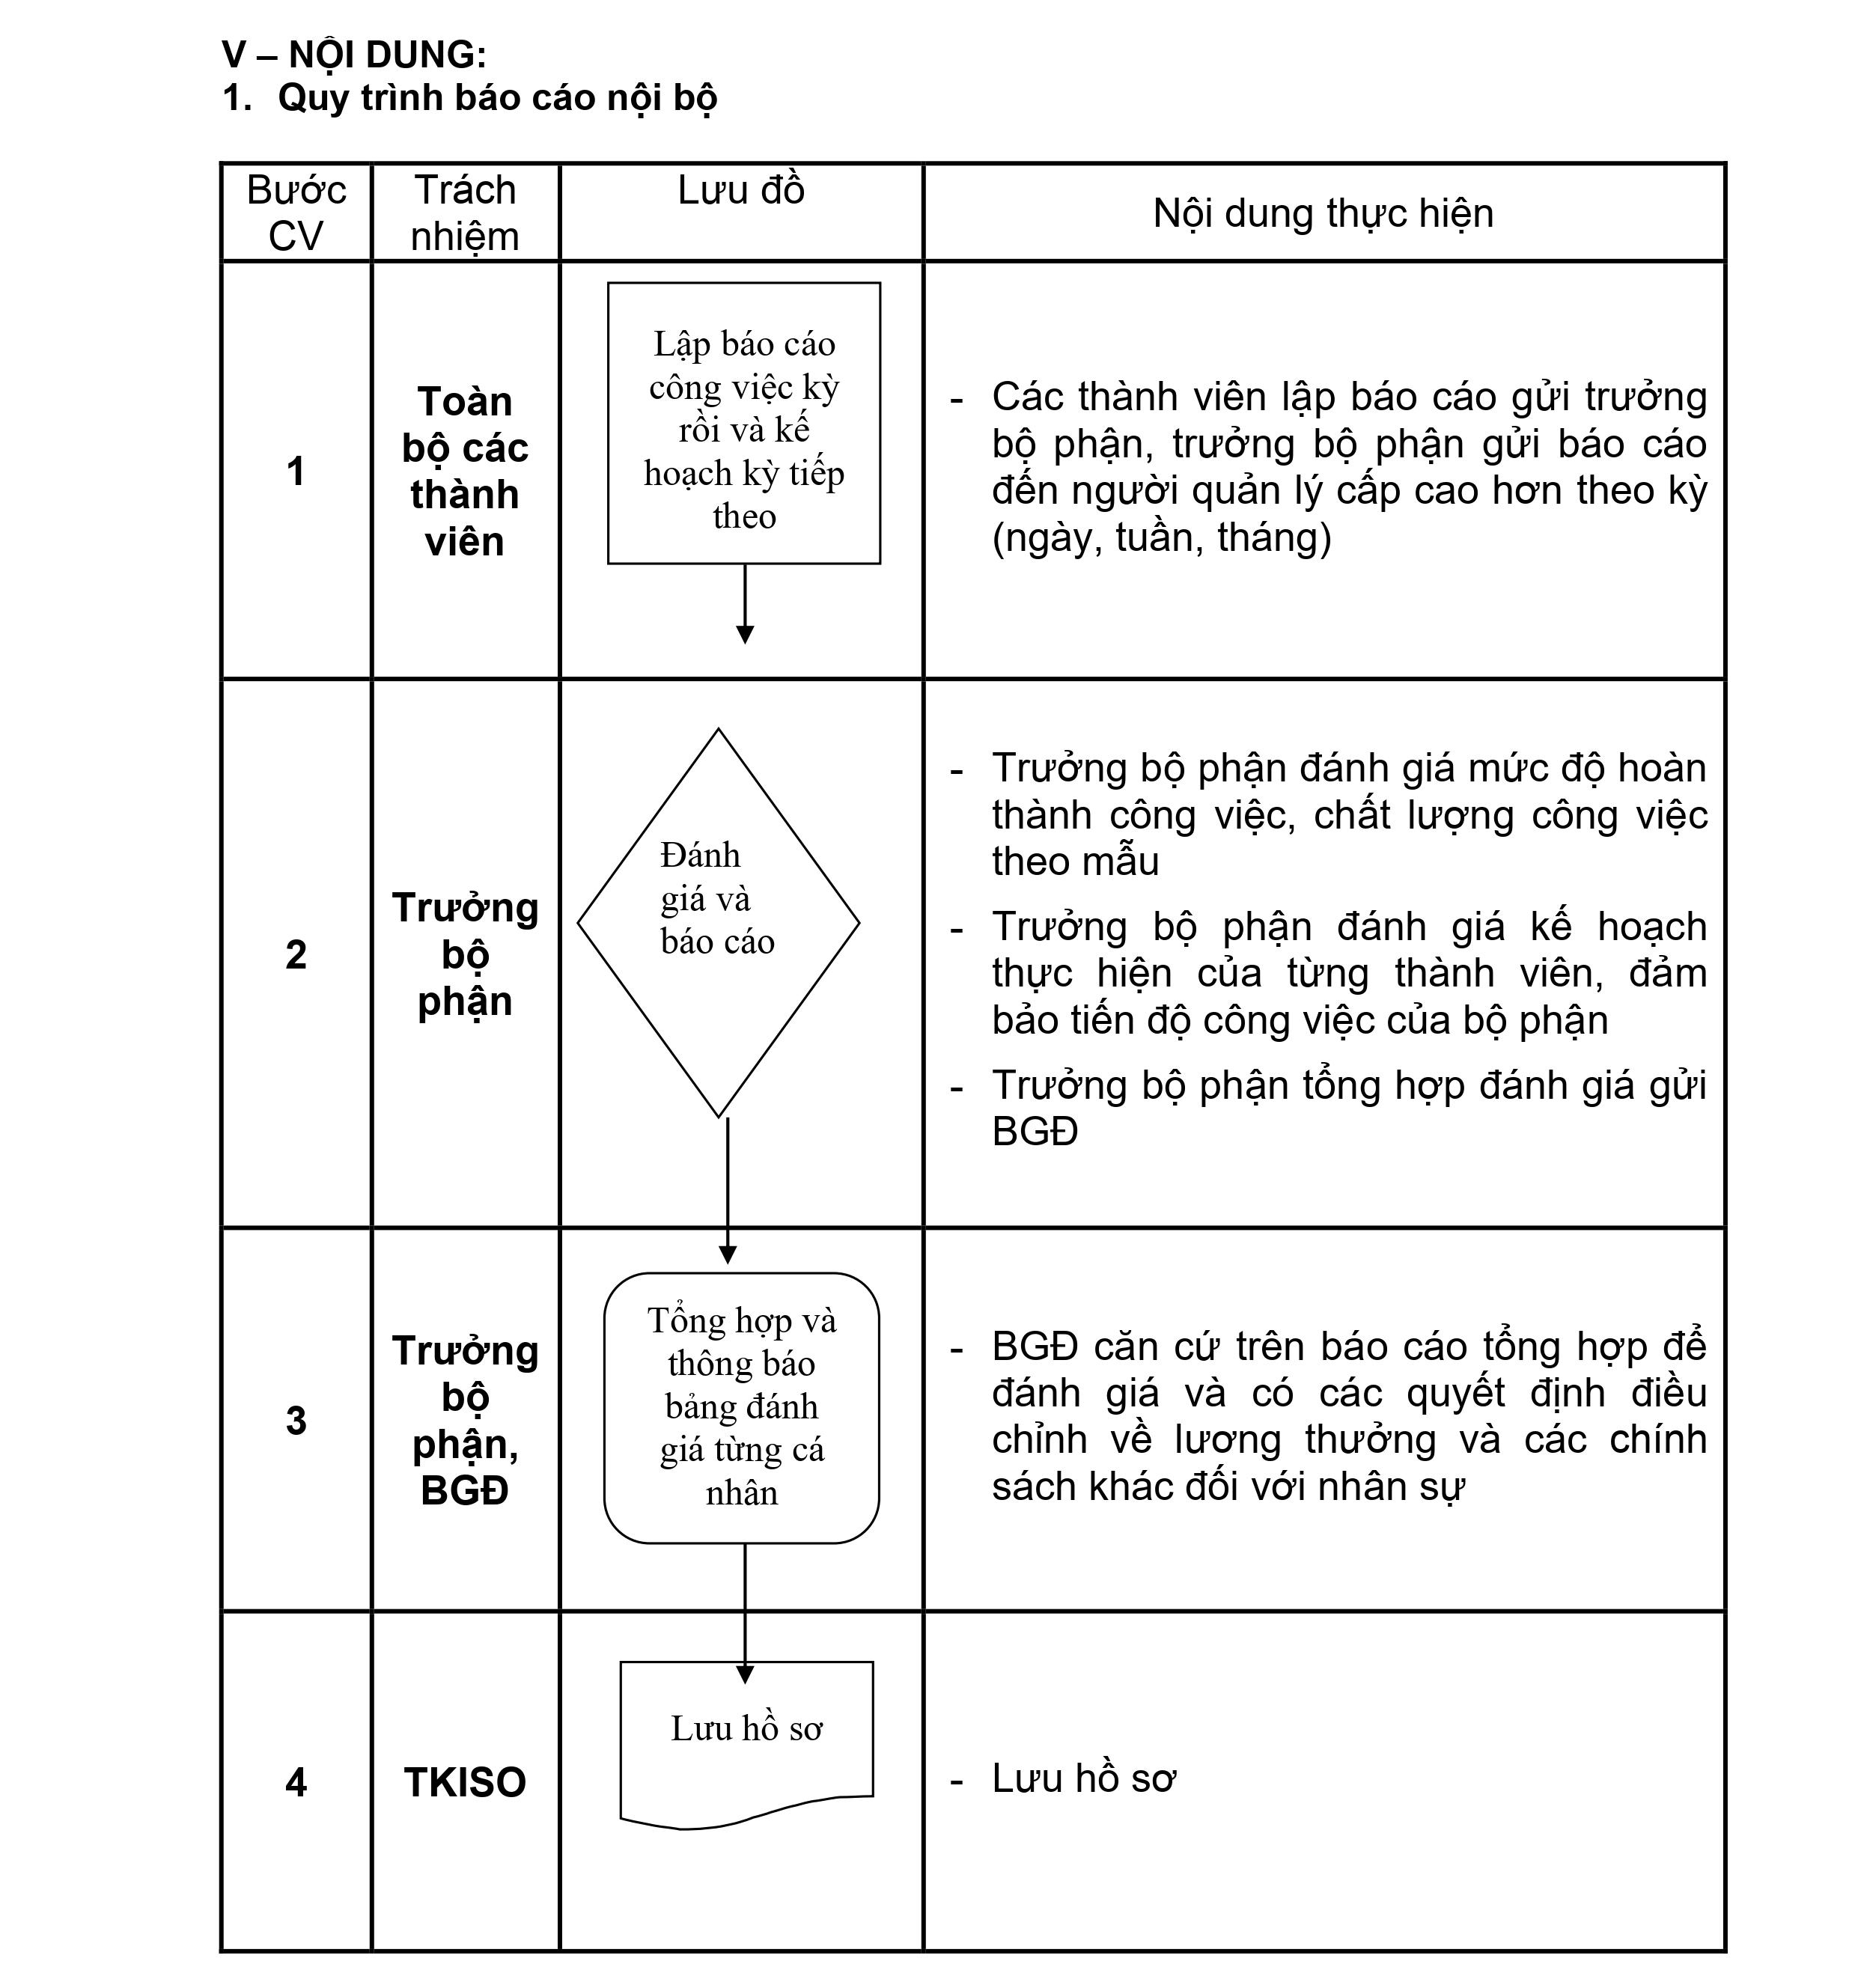 V – NỘI DUNG:
1. Quy trình báo cáo nội bộ
Bước
CV
Trách
nhiệm
Lưu đồ
Nội dung thực hiện
1
Toàn
bộ các
thành
viên
Lập báo cáo
công việc kỳ
rồi và kế
hoạch kỳ tiếp
theo
- Các thành viên lập báo cáo gửi trưởng
bộ phận, trưởng bộ phận gửi báo cáo
đến người quản lý cấp cao hơn theo kỳ
(ngày, tuần, tháng)
2
Trưởng
bộ
phận
Đánh
giá và
báo cáo
- Trưởng bộ phận đánh giá mức độ hoàn
thành công việc, chất lượng công việc
theo mẫu
- Trưởng bộ phận đánh giá kế hoạch
thực hiện của từng thành viên, đảm
bảo tiến độ công việc của bộ phận
- Trưởng bộ phận tổng hợp đánh giá gửi
BGĐ
3
Trưởng
bộ
phận,
BGĐ
Tổng hợp và
thông báo
bảng đánh
giá từng cá
nhân
- BGĐ căn cứ trên báo cáo tổng hợp để
đánh giá và có các quyết định điều
chỉnh về lương thưởng và các chính
sách khác đối với nhân sự
4
TKISO
Lưu hồ sơ
- Lưu hồ sơ